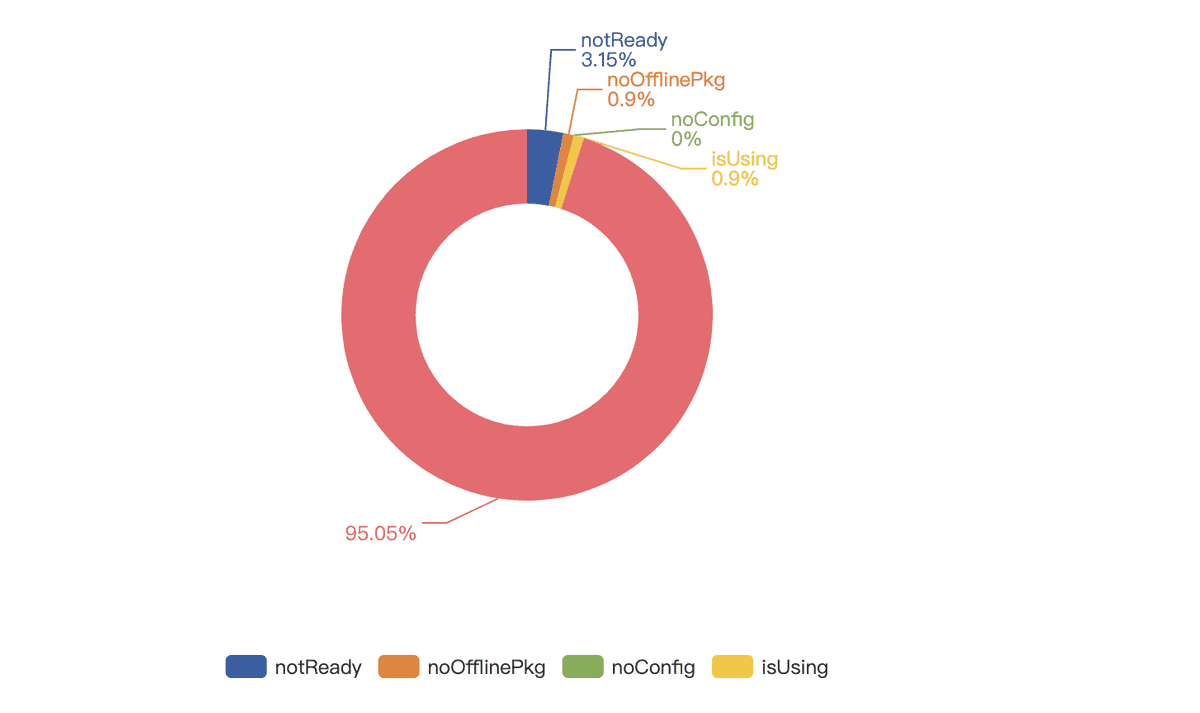 notReady
3.15%
noOfflinePkg
0.9%
noConfig
0%
isUsing
0.9%
95.05%
notReady noOfflinePkg noConfig isUsing